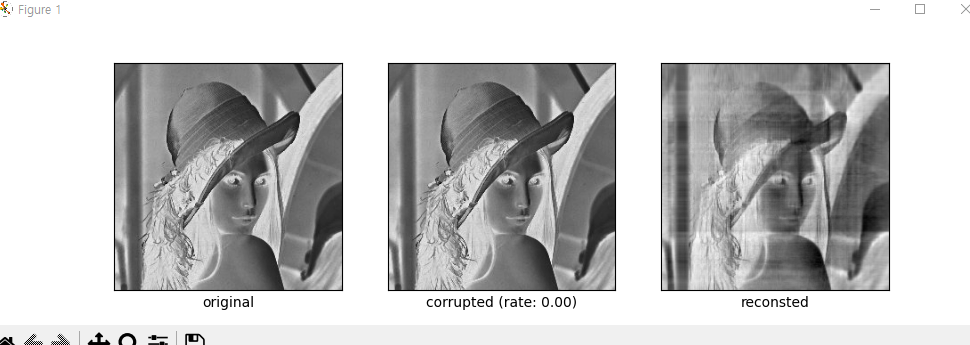 Figure 1
original
corrupted (rate: 0.00)
reconsted